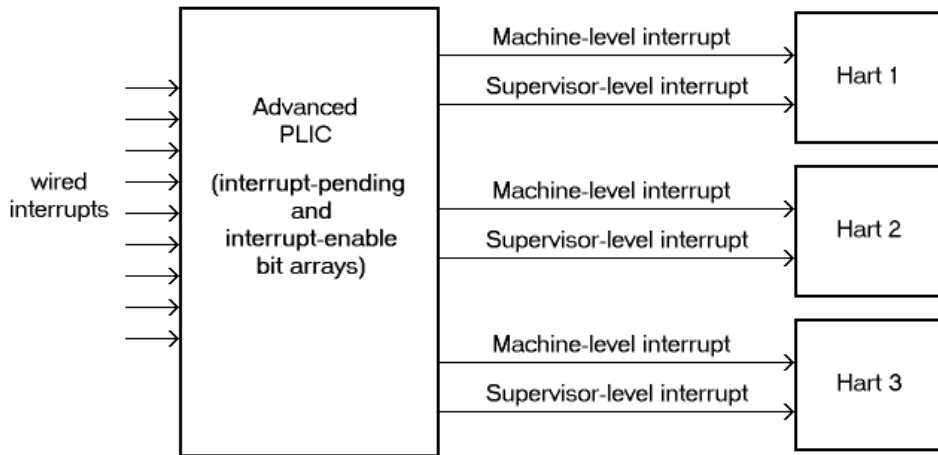 wired
interrupts
Advanced
PLIC
(interrupt-pending
and
interrupt-enable
bit arrays)
Machine-level interrupt
Supervisor-level interrupt
Hart 1
Machine-level interrupt
Supervisor-level interrupt
Hart 2
Machine-level interrupt
Supervisor-level interrupt
Hart 3